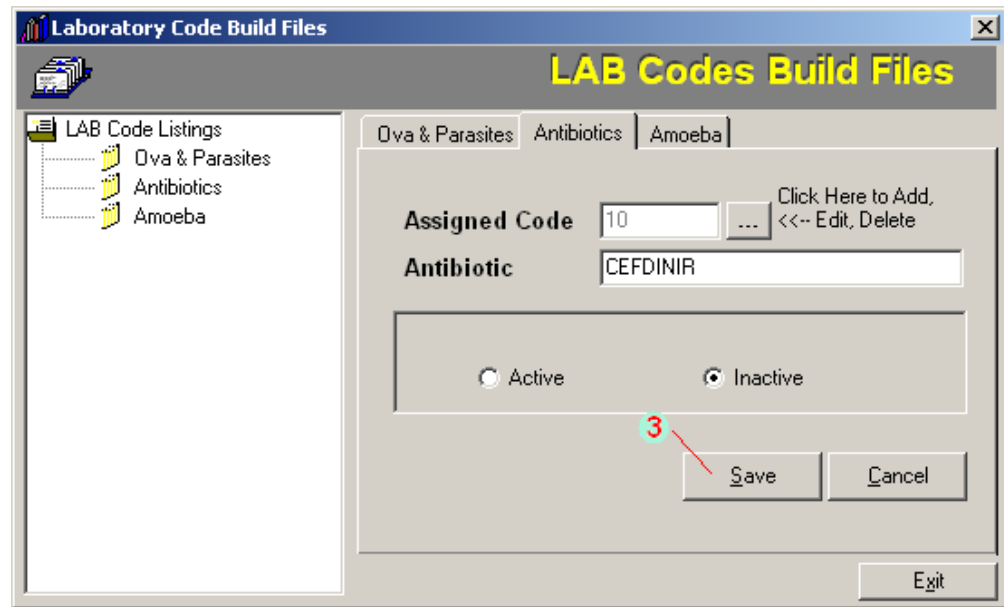 Laboratory Code Build Files
LAB Codes Build Files
LAB Code Listings
Ova & Parasites
Antibiotics
Amoeba
Ova & Parasites Antibiotics Amoeba
Assigned Code 10 ... Click Here to Add,
<<-- Edit, Delete
Antibiotic CEFDINIR
Active Inactive
3
Save Cancel
Exit